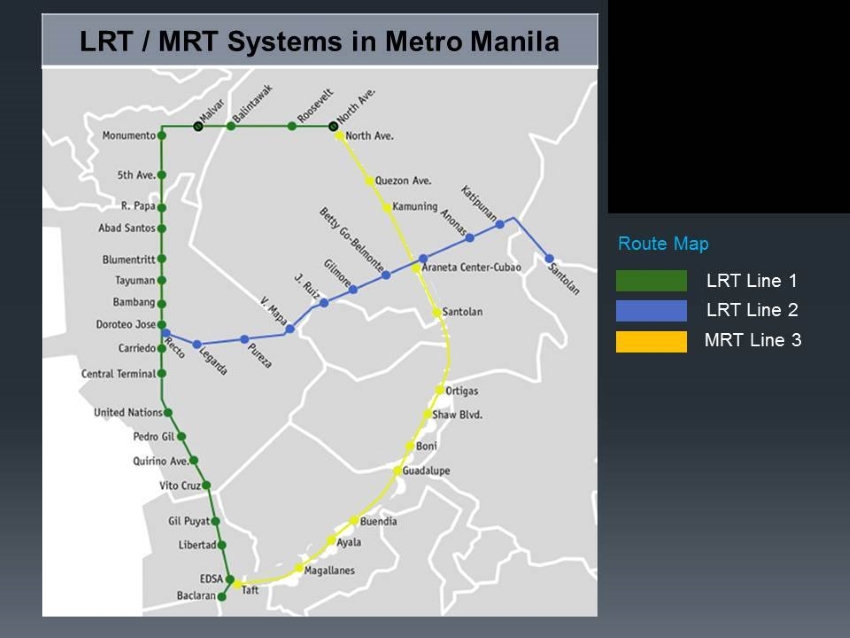 LRT / MRT Systems in Metro Manila
Malvar
Balintawak
Roosevelt
North Ave.
Monumento
North Ave.
5th Ave.
Quezon Ave.
R. Papa
Kamuning
Abad Santos
Betty Go-Belmonte
Anonas
Katipunan
Blumentritt
Araneta Center-Cubao
Santolan
Tayuman
Gilmore
J. Ruiz
Bambang
V. Mapa
Santolan
Doroteo Jose
Recto
Legarda
Pureza
Carriedo
Central Terminal
Ortigas
United Nations
Shaw Blvd.
Pedro Gil
Boni
Quirino Ave.
Guadalupe
Vito Cruz
Gil Puyat
Buendia
Libertad
Ayala
Magallanes
EDSA
Taft
Baclaran
Route Map
LRT Line 1
LRT Line 2
MRT Line 3